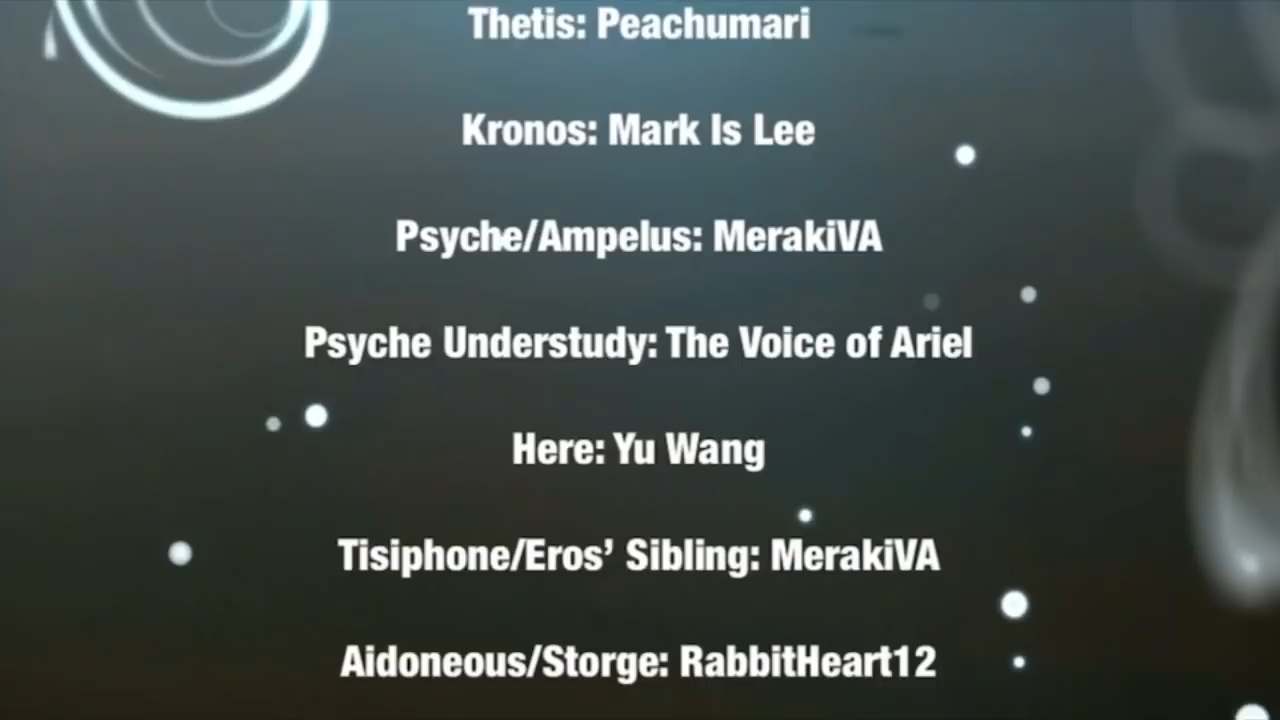 Thetis: Peachumari
Kronos: Mark Is Lee
Psyche/Ampelus: MerakiVA
Psyche Understudy: The Voice of Ariel
Here: Yu Wang
Tisiphone/Eros’ Sibling: MerakiVA
Aidoneous/Storge: RabbitHeart12